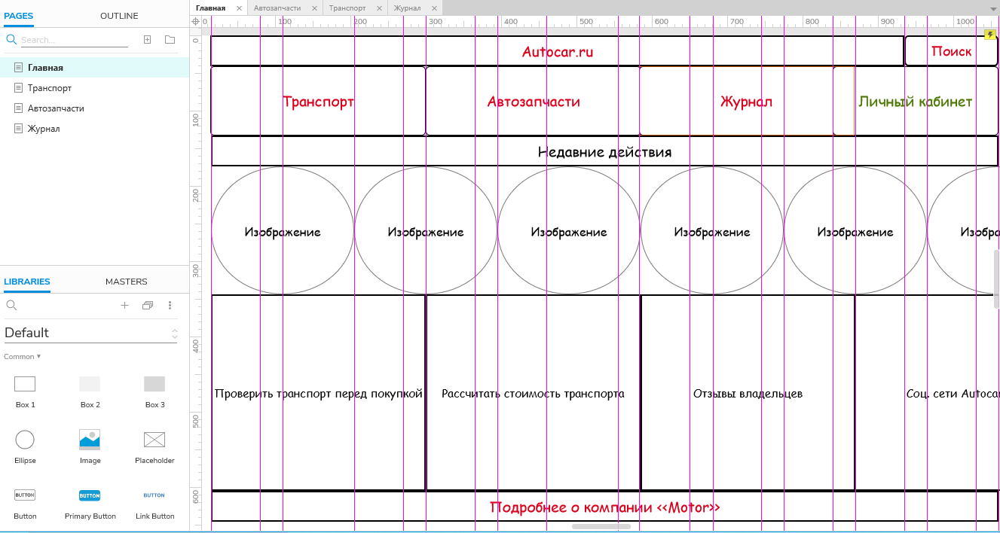 PAGES OUTLINE
Search...
Главная
Транспорт
Автозапчасти
Журнал
LIBRARIES MASTERS
Default
Common
Box 1 Box 2 Box 3
Ellipse Image Placeholder
BUTTON BUTTON BUTTON
Button Primary Button Link Button
Главная Автозапчасти Транспорт Журнал
0 100 200 300 400 500 600 700 800 900 1000
0
100
200
300
400
500
600
Autocar.ru Поиск
Транспорт Автозапчасти Журнал Личный кабинет
Недавние действия
Изображение Изображение Изображение Изображение Изображение Изобра
Проверить транспорт перед покупкой Рассчитать стоимость транспорта Отзывы владельцев Соц. сети Autocar
Подробнее о компании <<Motor>>